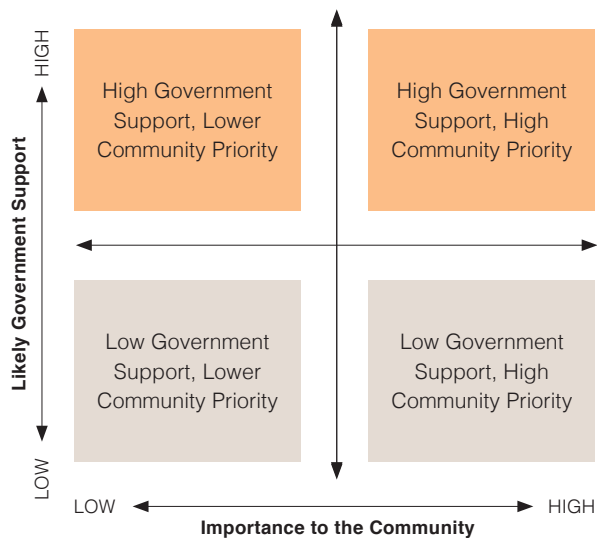 HIGH
High Government
Support, Lower
Community Priority
High Government
Support, High
Community Priority
Likely Government Support
Low Government
Support, Lower
Community Priority
Low Government
Support, High
Community Priority
LOW
LOW
HIGH
Importance to the Community